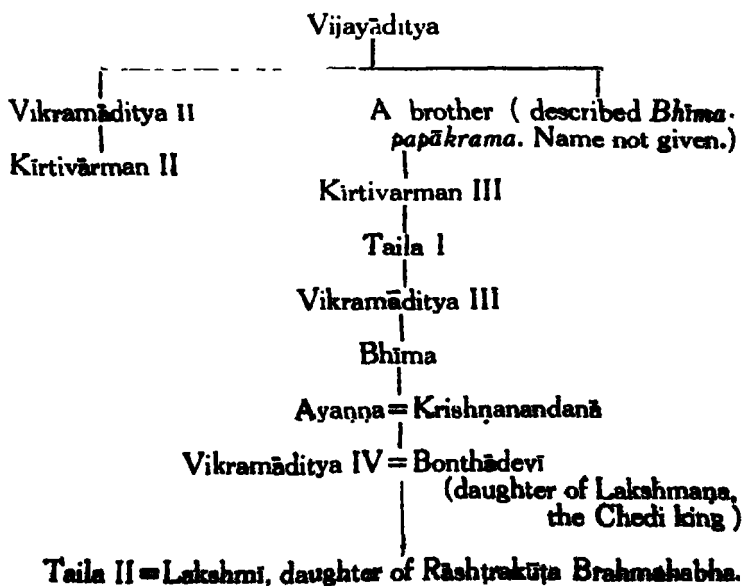 Vijayāditya
Vikramāditya II
A brother ( described Bhīma-
papākrama. Name not given.)
Kīrtivārman II
Kīrtivarman III
Taila I
Vikramāditya III
Bhīma
Ayaṇṇa = Krishṇanandanā
Vikramāditya IV = Bonthādevī
(daughter of Lakshmaṇa,
the Chedi king )
Taila II = Lakshmī, daughter of Rāshṭrakūṭa Brahmahabha.